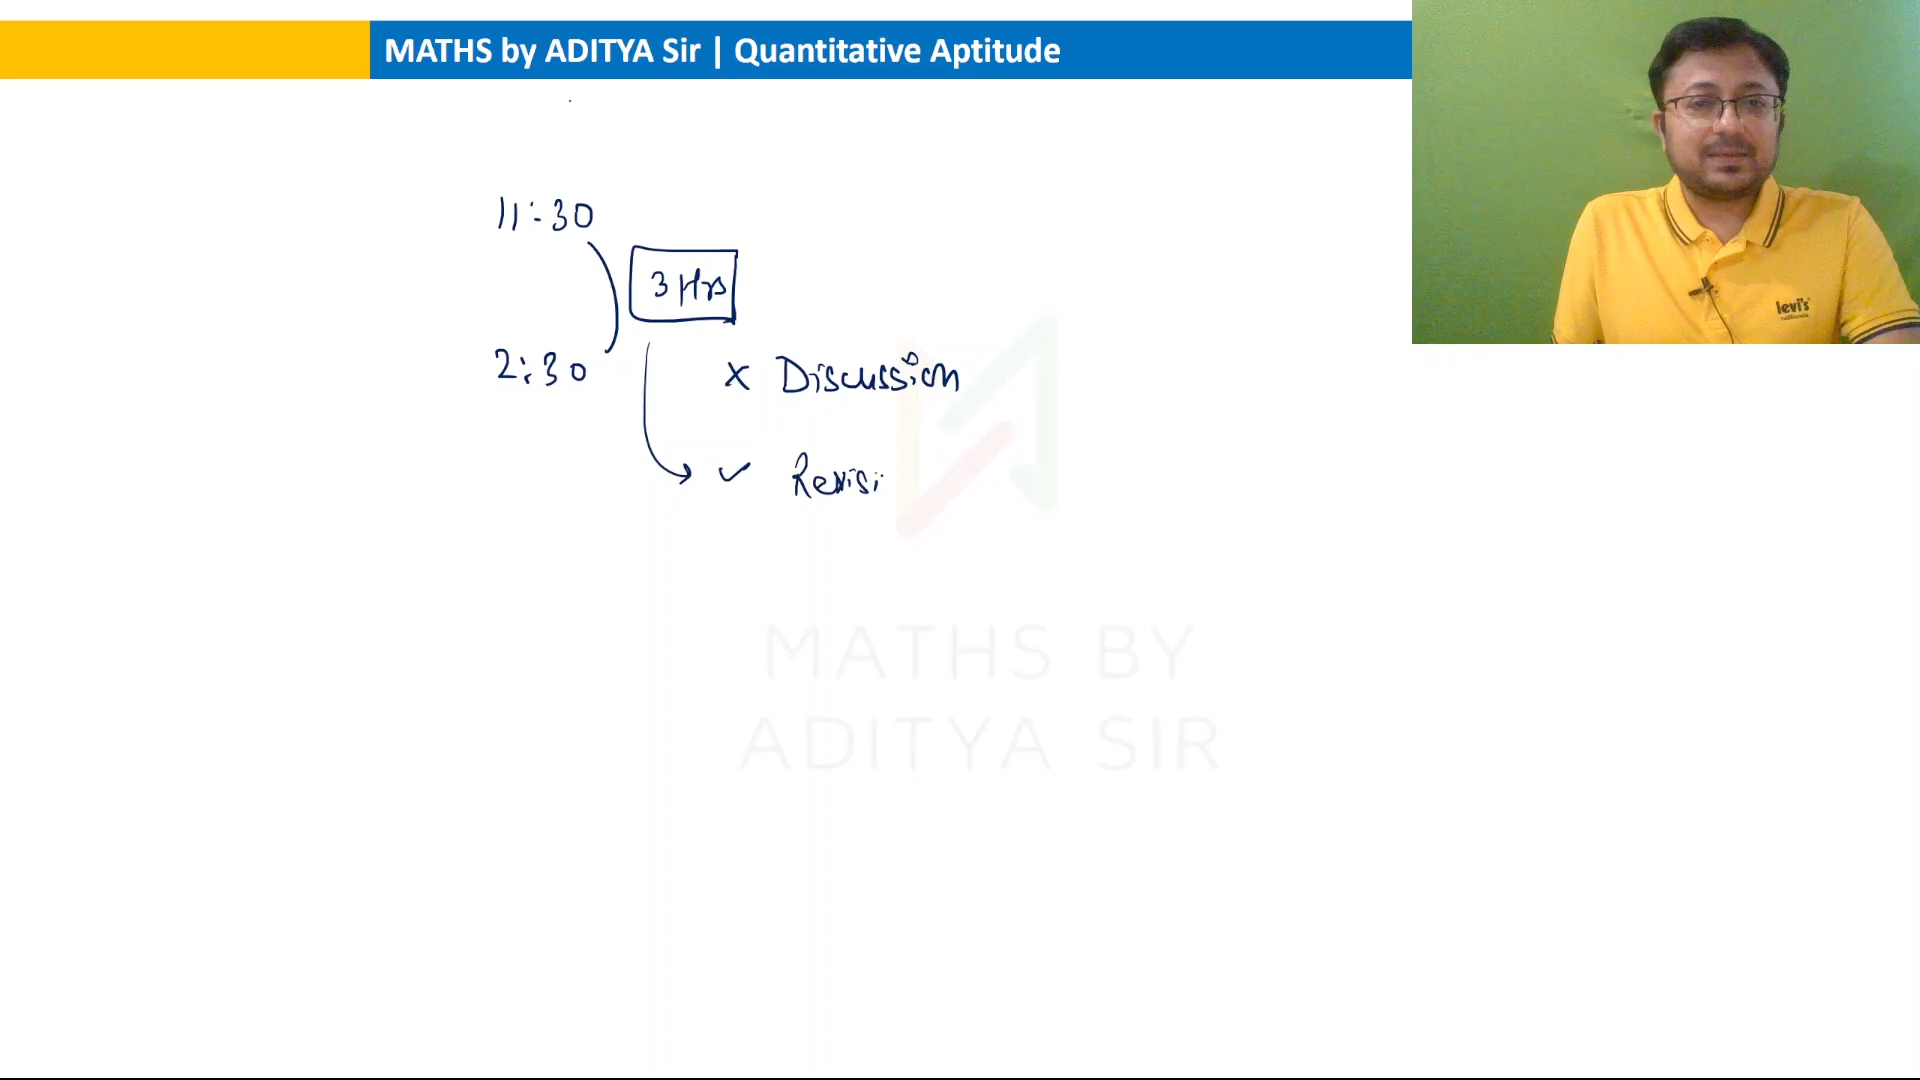 MATHS by ADITYA Sir | Quantitative Aptitude
11:30
3 Hrs
2:30
x Discussion
✓ Revisi
levi's
california
MATHS BY
ADITYA SIR